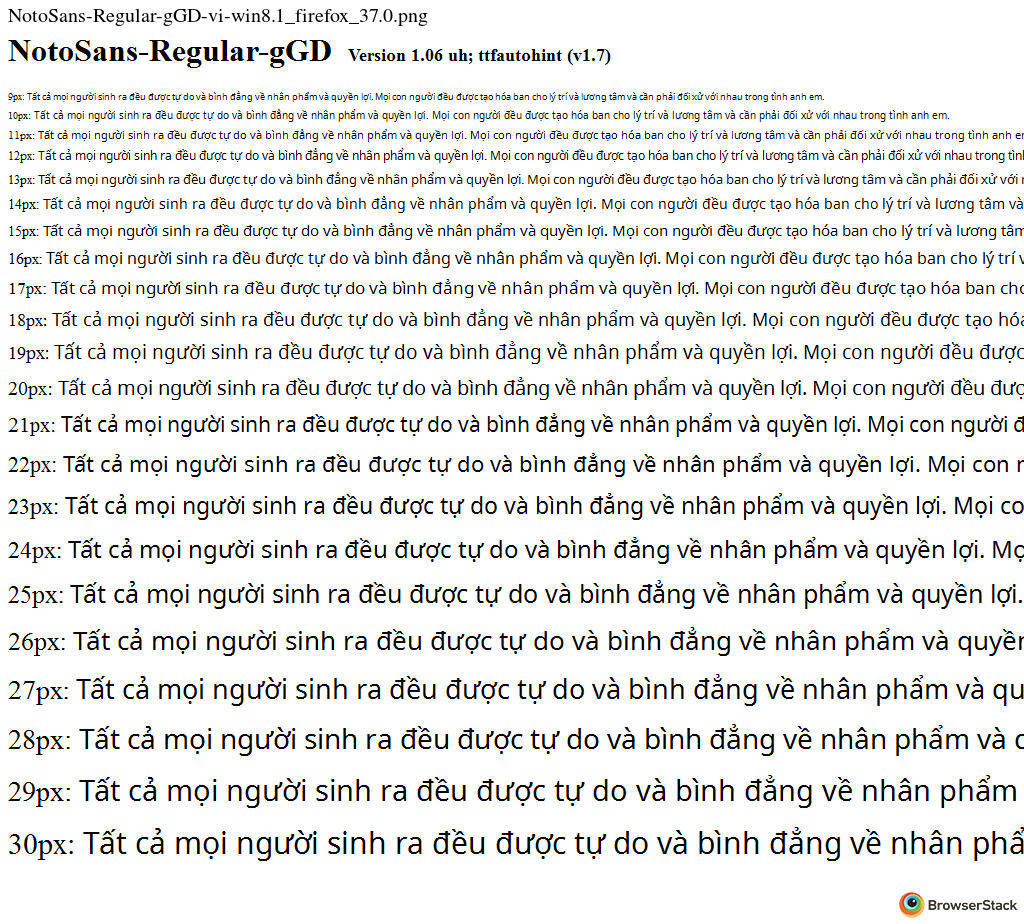 NotoSans-Regular-gGD-vi-win8.1_firefox_37.0.png
NotoSans-Regular-gGD Version 1.06 uh; ttfautohint (v1.7)
9px: Tất cả mọi người sinh ra đều được tự do và bình đẳng về nhân phẩm và quyền lợi. Mọi con người đều được tạo hóa ban cho lý trí và lương tâm và cần phải đối xử với nhau trong tình anh em.
10px: Tất cả mọi người sinh ra đều được tự do và bình đẳng về nhân phẩm và quyền lợi. Mọi con người đều được tạo hóa ban cho lý trí và lương tâm và cần phải đối xử với nhau trong tình anh em.
11px: Tất cả mọi người sinh ra đều được tự do và bình đẳng về nhân phẩm và quyền lợi. Mọi con người đều được tạo hóa ban cho lý trí và lương tâm và cần phải đối xử với nhau trong tình anh
12px: Tất cả mọi người sinh ra đều được tự do và bình đẳng về nhân phẩm và quyền lợi. Mọi con người đều được tạo hóa ban cho lý trí và lương tâm và cần phải đối xử với nhau trong
13px: Tất cả mọi người sinh ra đều được tự do và bình đẳng về nhân phẩm và quyền lợi. Mọi con người đều được tạo hóa ban cho lý trí và lương tâm và cần phải đối xử với
14px: Tất cả mọi người sinh ra đều được tự do và bình đẳng về nhân phẩm và quyền lợi. Mọi con người đều được tạo hóa ban cho lý trí và lương tâm và
15px: Tất cả mọi người sinh ra đều được tự do và bình đẳng về nhân phẩm và quyền lợi. Mọi con người đều được tạo hóa ban cho lý trí và lương tâm
16px: Tất cả mọi người sinh ra đều được tự do và bình đẳng về nhân phẩm và quyền lợi. Mọi con người đều được tạo hóa ban cho lý trí
17px: Tất cả mọi người sinh ra đều được tự do và bình đẳng về nhân phẩm và quyền lợi. Mọi con người đều được tạo hóa ban cho
18px: Tất cả mọi người sinh ra đều được tự do và bình đẳng về nhân phẩm và quyền lợi. Mọi con người đều được tạo hóa
19px: Tất cả mọi người sinh ra đều được tự do và bình đẳng về nhân phẩm và quyền lợi. Mọi con người đều được
20px: Tất cả mọi người sinh ra đều được tự do và bình đẳng về nhân phẩm và quyền lợi. Mọi con người đều đượ
21px: Tất cả mọi người sinh ra đều được tự do và bình đẳng về nhân phẩm và quyền lợi. Mọi con người
22px: Tất cả mọi người sinh ra đều được tự do và bình đẳng về nhân phẩm và quyền lợi. Mọi con
23px: Tất cả mọi người sinh ra đều được tự do và bình đẳng về nhân phẩm và quyền lợi. Mọi co
24px: Tất cả mọi người sinh ra đều được tự do và bình đẳng về nhân phẩm và quyền lợi. Mọ
25px: Tất cả mọi người sinh ra đều được tự do và bình đẳng về nhân phẩm và quyền lợi.
26px: Tất cả mọi người sinh ra đều được tự do và bình đẳng về nhân phẩm và quyền
27px: Tất cả mọi người sinh ra đều được tự do và bình đẳng về nhân phẩm và qu
28px: Tất cả mọi người sinh ra đều được tự do và bình đẳng về nhân phẩm và
29px: Tất cả mọi người sinh ra đều được tự do và bình đẳng về nhân phẩm
30px: Tất cả mọi người sinh ra đều được tự do và bình đẳng về nhân phẩ
BrowserStack